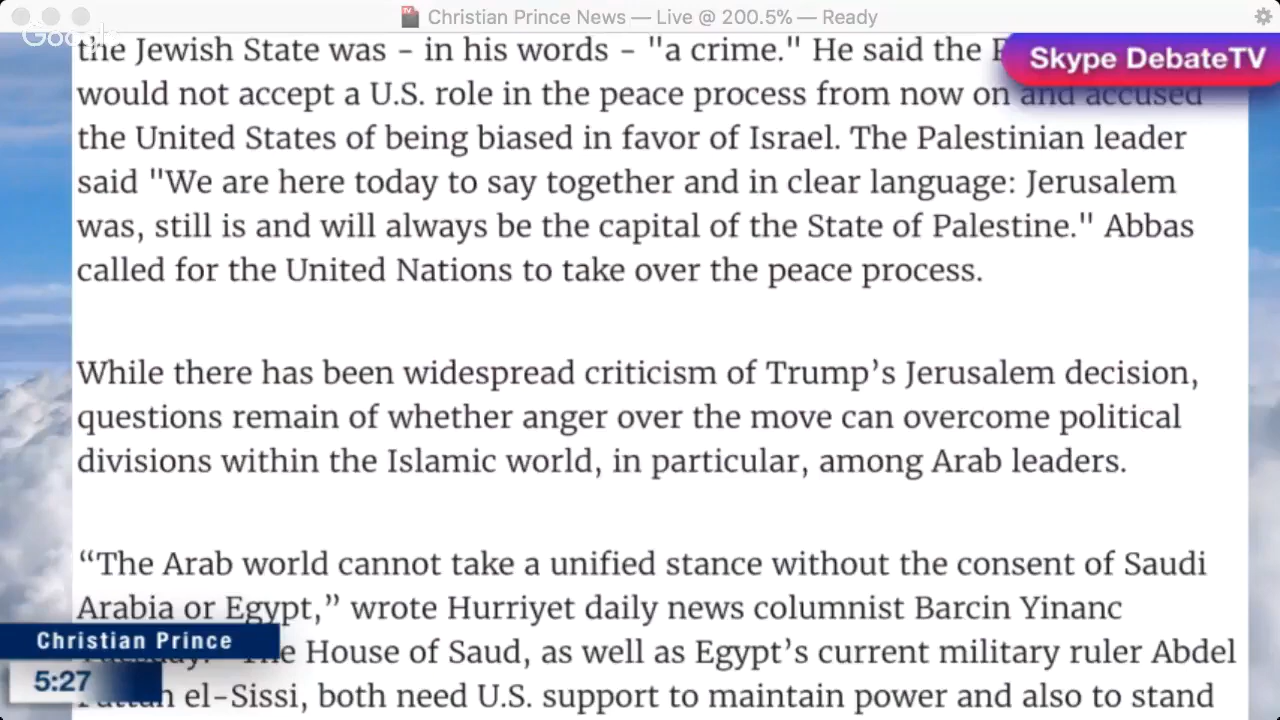 Christian Prince News — Live @ 200.5% — Ready
Google
Skype DebateTV
the Jewish State was - in his words - "a crime." He said the
would not accept a U.S. role in the peace process from now on and accused
the United States of being biased in favor of Israel. The Palestinian leader
said "We are here today to say together and in clear language: Jerusalem
was, still is and will always be the capital of the State of Palestine." Abbas
called for the United Nations to take over the peace process.
While there has been widespread criticism of Trump’s Jerusalem decision,
questions remain of whether anger over the move can overcome political
divisions within the Islamic world, in particular, among Arab leaders.
“The Arab world cannot take a unified stance without the consent of Saudi
Arabia or Egypt,” wrote Hurriyet daily news columnist Barcin Yinanc
House of Saud, as well as Egypt’s current military ruler Abdel
el-Sissi, both need U.S. support to maintain power and also to stand
Christian Prince
5:27